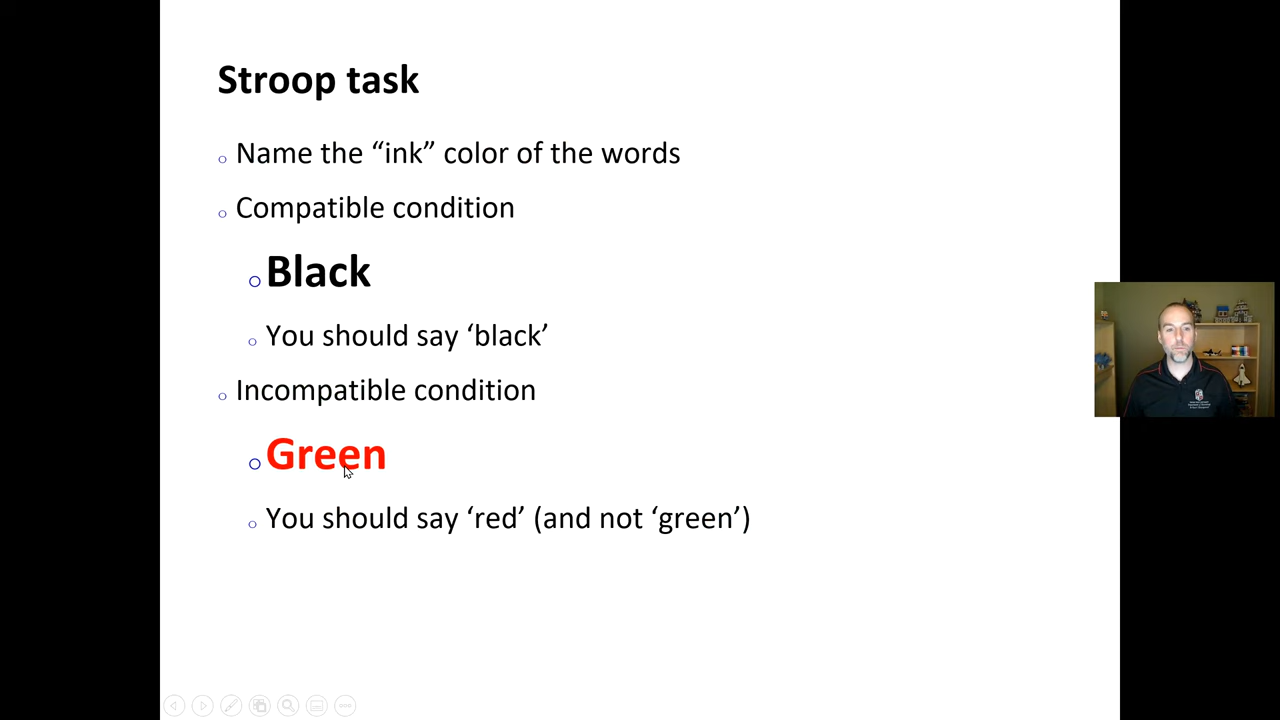 Stroop task
Name the “ink” color of the words
Compatible condition
Black
You should say ‘black’
Incompatible condition
Green
You should say ‘red’ (and not ‘green’)